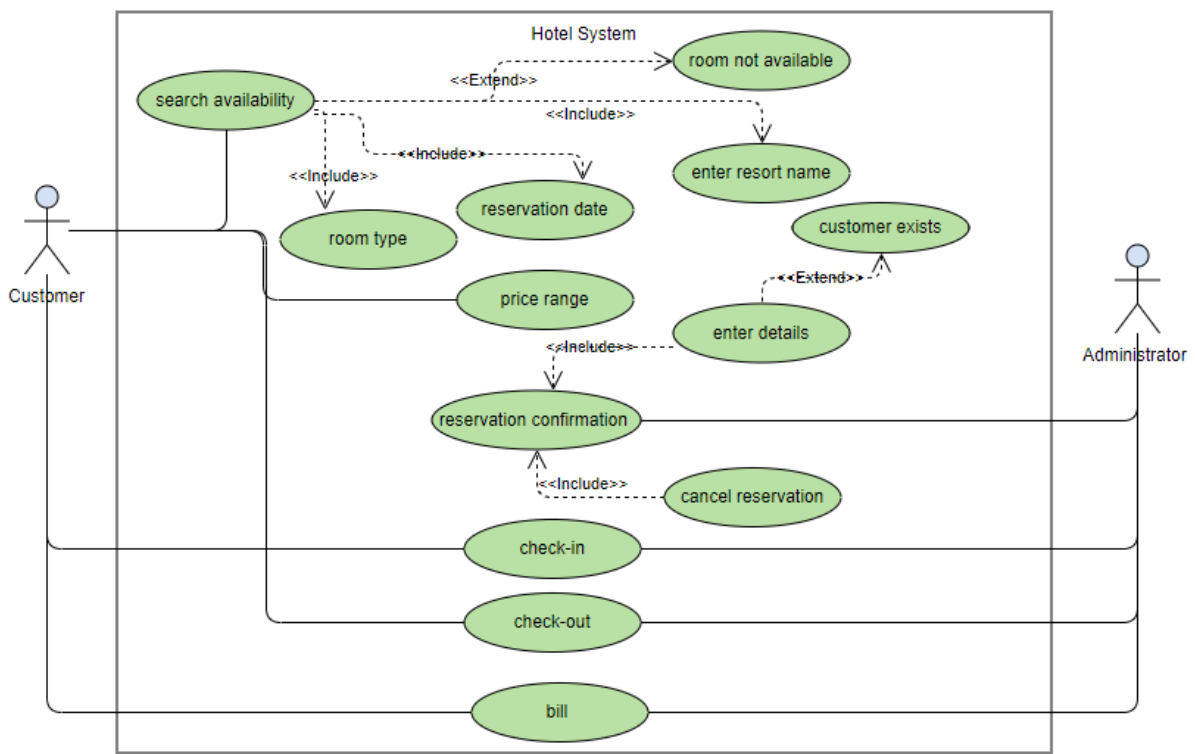 Hotel System
room not available
<<Extend>>
search availability
<<Include>>
<<Include>>
<<Include>>
enter resort name
reservation date
customer exists
room type
<<Extend>>
Customer
price range
enter details
<<Include>>
Administrator
reservation confirmation
<<Include>>
cancel reservation
check-in
check-out
bill